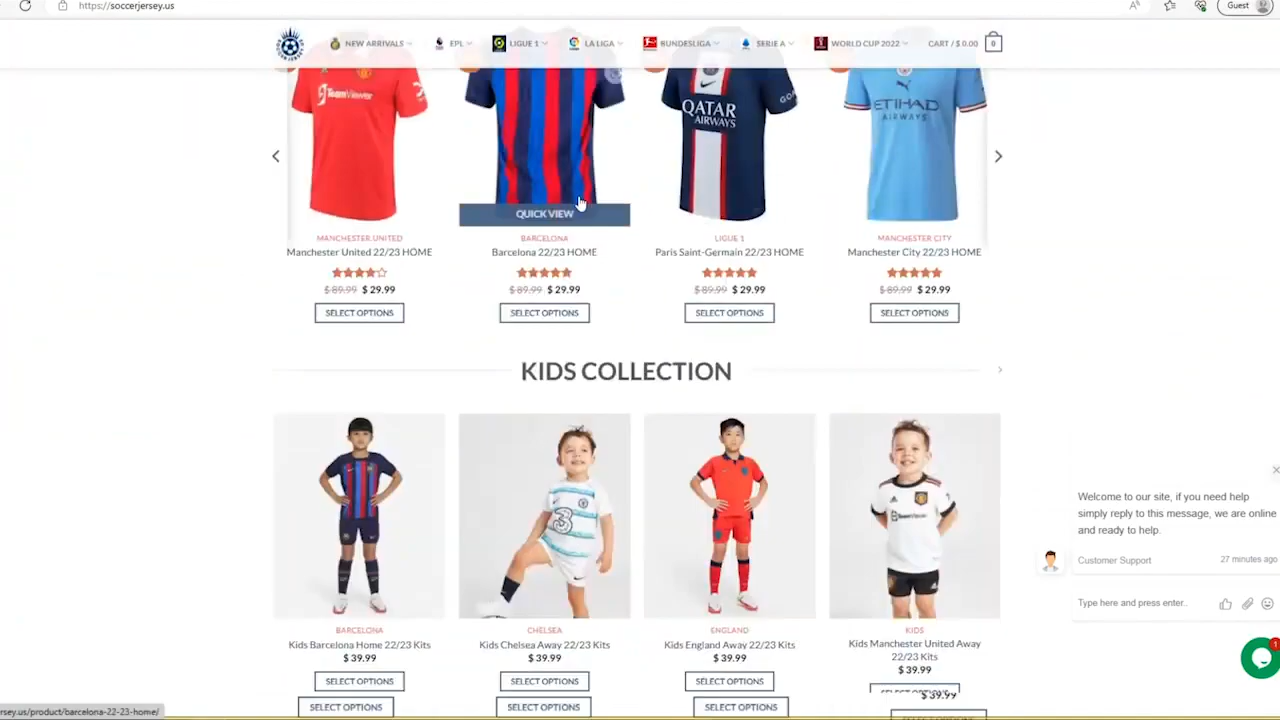 https://soccerjersey.us
Guest
NEW ARRIVALS
EPL
LIGUE 1
LA LIGA
BUNDESLIGA
SERIE A
WORLD CUP 2022
CART / $ 0.00
0
TeamViewer
QATAR
AIRWAYS
ETIHAD
AIRWAYS
QUICK VIEW
MANCHESTER UNITED
BARCELONA
LIGUE 1
MANCHESTER CITY
Manchester United 22/23 HOME
Barcelona 22/23 HOME
Paris Saint-Germain 22/23 HOME
Manchester City 22/23 HOME
$ 89.99 $ 29.99
$ 89.99 $ 29.99
$ 89.99 $ 29.99
$ 89.99 $ 29.99
SELECT OPTIONS
SELECT OPTIONS
SELECT OPTIONS
SELECT OPTIONS
KIDS COLLECTION
3
TeamViewer
Welcome to our site, if you need help
simply reply to this message, we are online
and ready to help.
Customer Support
27 minutes ago
Type here and press enter..
1
BARCELONA
CHELSEA
ENGLAND
KIDS
Kids Barcelona Home 22/23 Kits
Kids Chelsea Away 22/23 Kits
Kids England Away 22/23 Kits
Kids Manchester United Away
22/23 Kits
$ 39.99
$ 39.99
$ 39.99
$ 39.99
SELECT OPTIONS
SELECT OPTIONS
SELECT OPTIONS
$ 39.99
SELECT OPTIONS
SELECT OPTIONS
SELECT OPTIONS
jersey.us/product/barcelona-22-23-home/